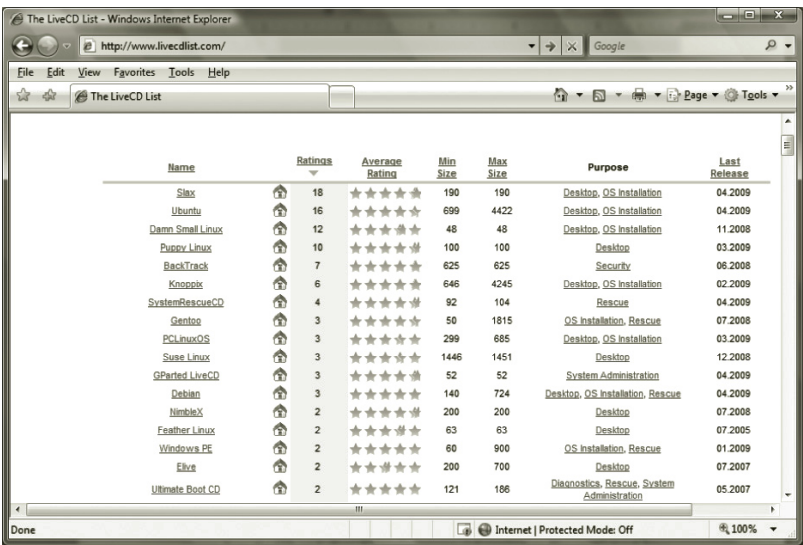 The LiveCD List - Windows Internet Explorer
http://www.livecdlist.com/ Google
File Edit View Favorites Tools Help
The LiveCD List Page Tools
Name Ratings Average Rating Min Size Max Size Purpose Last Release
Slax 18 190 190 Desktop, OS Installation 04.2009
Ubuntu 16 699 4422 Desktop, OS Installation 04.2009
Damn Small Linux 12 48 48 Desktop, OS Installation 11.2008
Puppy Linux 10 100 100 Desktop 03.2009
BackTrack 7 625 625 Security 06.2008
Knoppix 6 646 4245 Desktop, OS Installation 02.2009
SystemRescueCD 4 92 104 Rescue 04.2009
Gentoo 3 50 1815 OS Installation, Rescue 07.2008
PCLinuxOS 3 299 685 Desktop, OS Installation 03.2009
Suse Linux 3 1446 1451 Desktop 12.2008
GParted LiveCD 3 52 52 System Administration 04.2009
Debian 3 140 724 Desktop, OS Installation, Rescue 04.2009
NimbleX 2 200 200 Desktop 07.2008
Feather Linux 2 63 63 Desktop 07.2005
Windows PE 2 60 900 OS Installation, Rescue 01.2009
Elive 2 200 700 Desktop 07.2007
Ultimate Boot CD 2 121 186 Diagnostics, Rescue, System Administration 05.2007
Done Internet | Protected Mode: Off 100%